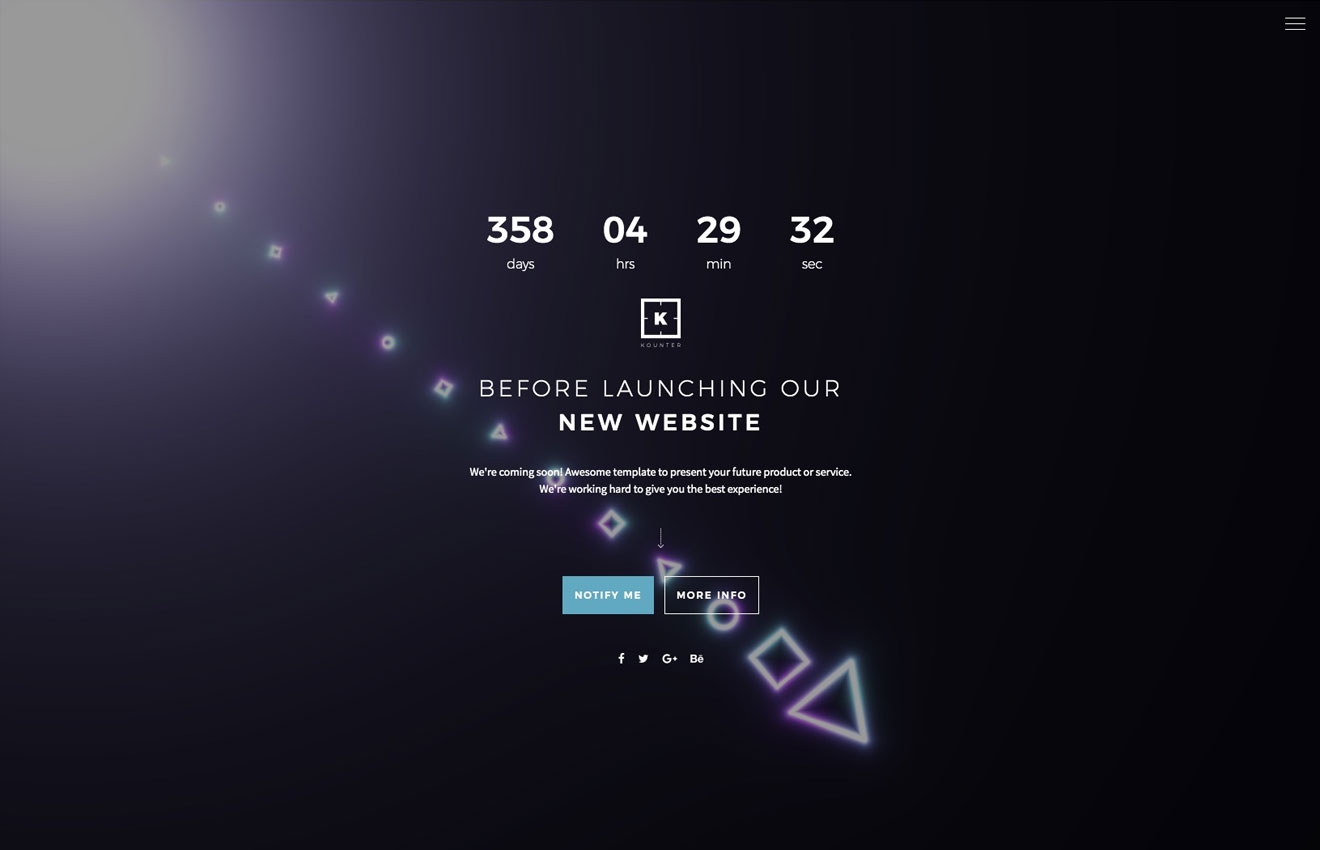 358 04 29 32
days hrs min sec
K
KOUNTER
BEFORE LAUNCHING OUR
NEW WEBSITE
We're coming soon! Awesome template to present your future product or service.
We're working hard to give you the best experience!
NOTIFY ME MORE INFO
f G+ Bē